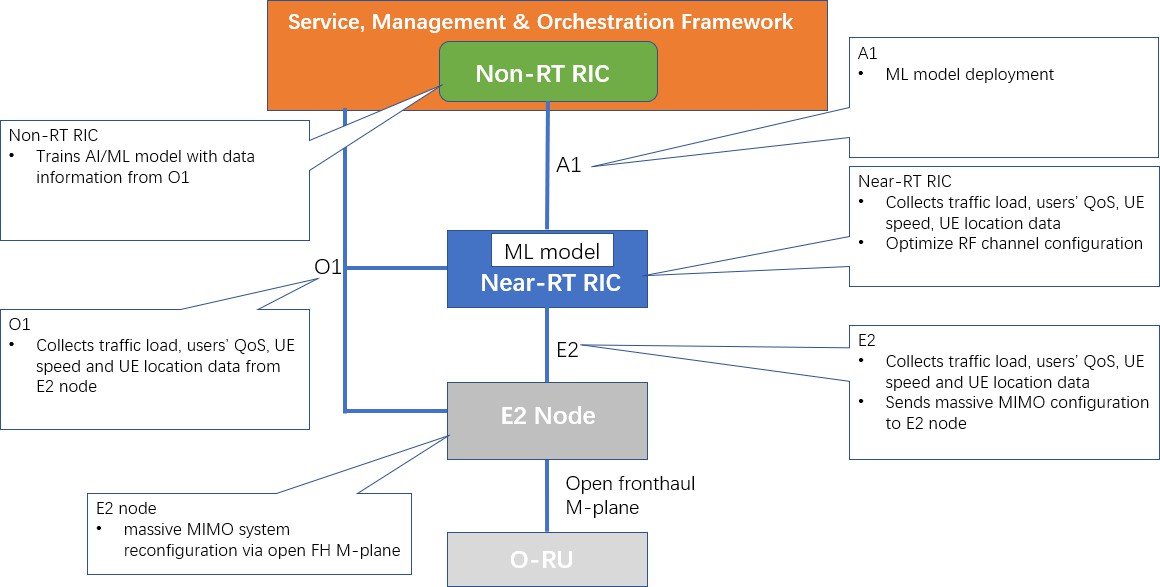 Service, Management & Orchestration Framework
Non-RT RIC
A1
• ML model deployment
Non-RT RIC
• Trains AI/ML model with data
information from O1
A1
Near-RT RIC
• Collects traffic load, users’ QoS, UE
speed, UE location data
• Optimize RF channel configuration
ML model
Near-RT RIC
O1
O1
• Collects traffic load, users’ QoS, UE
speed and UE location data from
E2 node
E2
E2
• Collects traffic load, users’ QoS, UE
speed and UE location data
• Sends massive MIMO configuration
to E2 node
E2 Node
Open fronthaul
M-plane
E2 node
• massive MIMO system
reconfiguration via open FH M-plane
O-RU